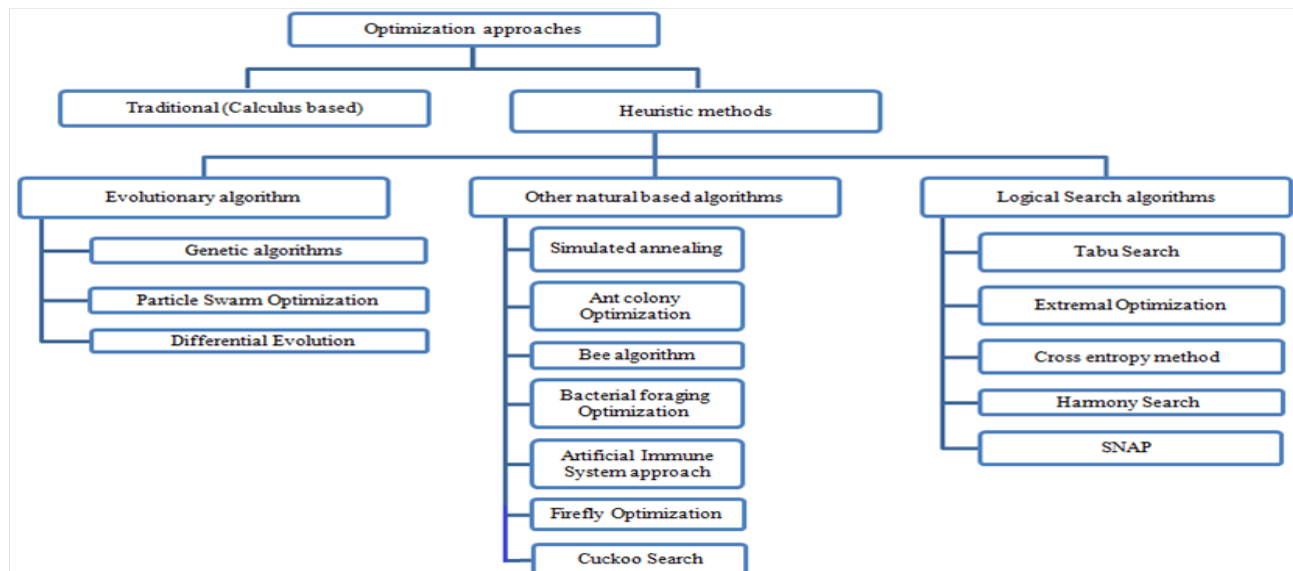 Optimization approaches
Traditional (Calculus based)
Heuristic methods
Evolutionary algorithm
Genetic algorithms
Particle Swarm Optimization
Differential Evolution
Other natural based algorithms
Simulated annealing
Ant colony
Optimization
Bee algorithm
Bacterial foraging
Optimization
Artificial Immune
System approach
Firefly Optimization
Cuckoo Search
Logical Search algorithms
Tabu Search
Extremal Optimization
Cross entropy method
Harmony Search
SNAP